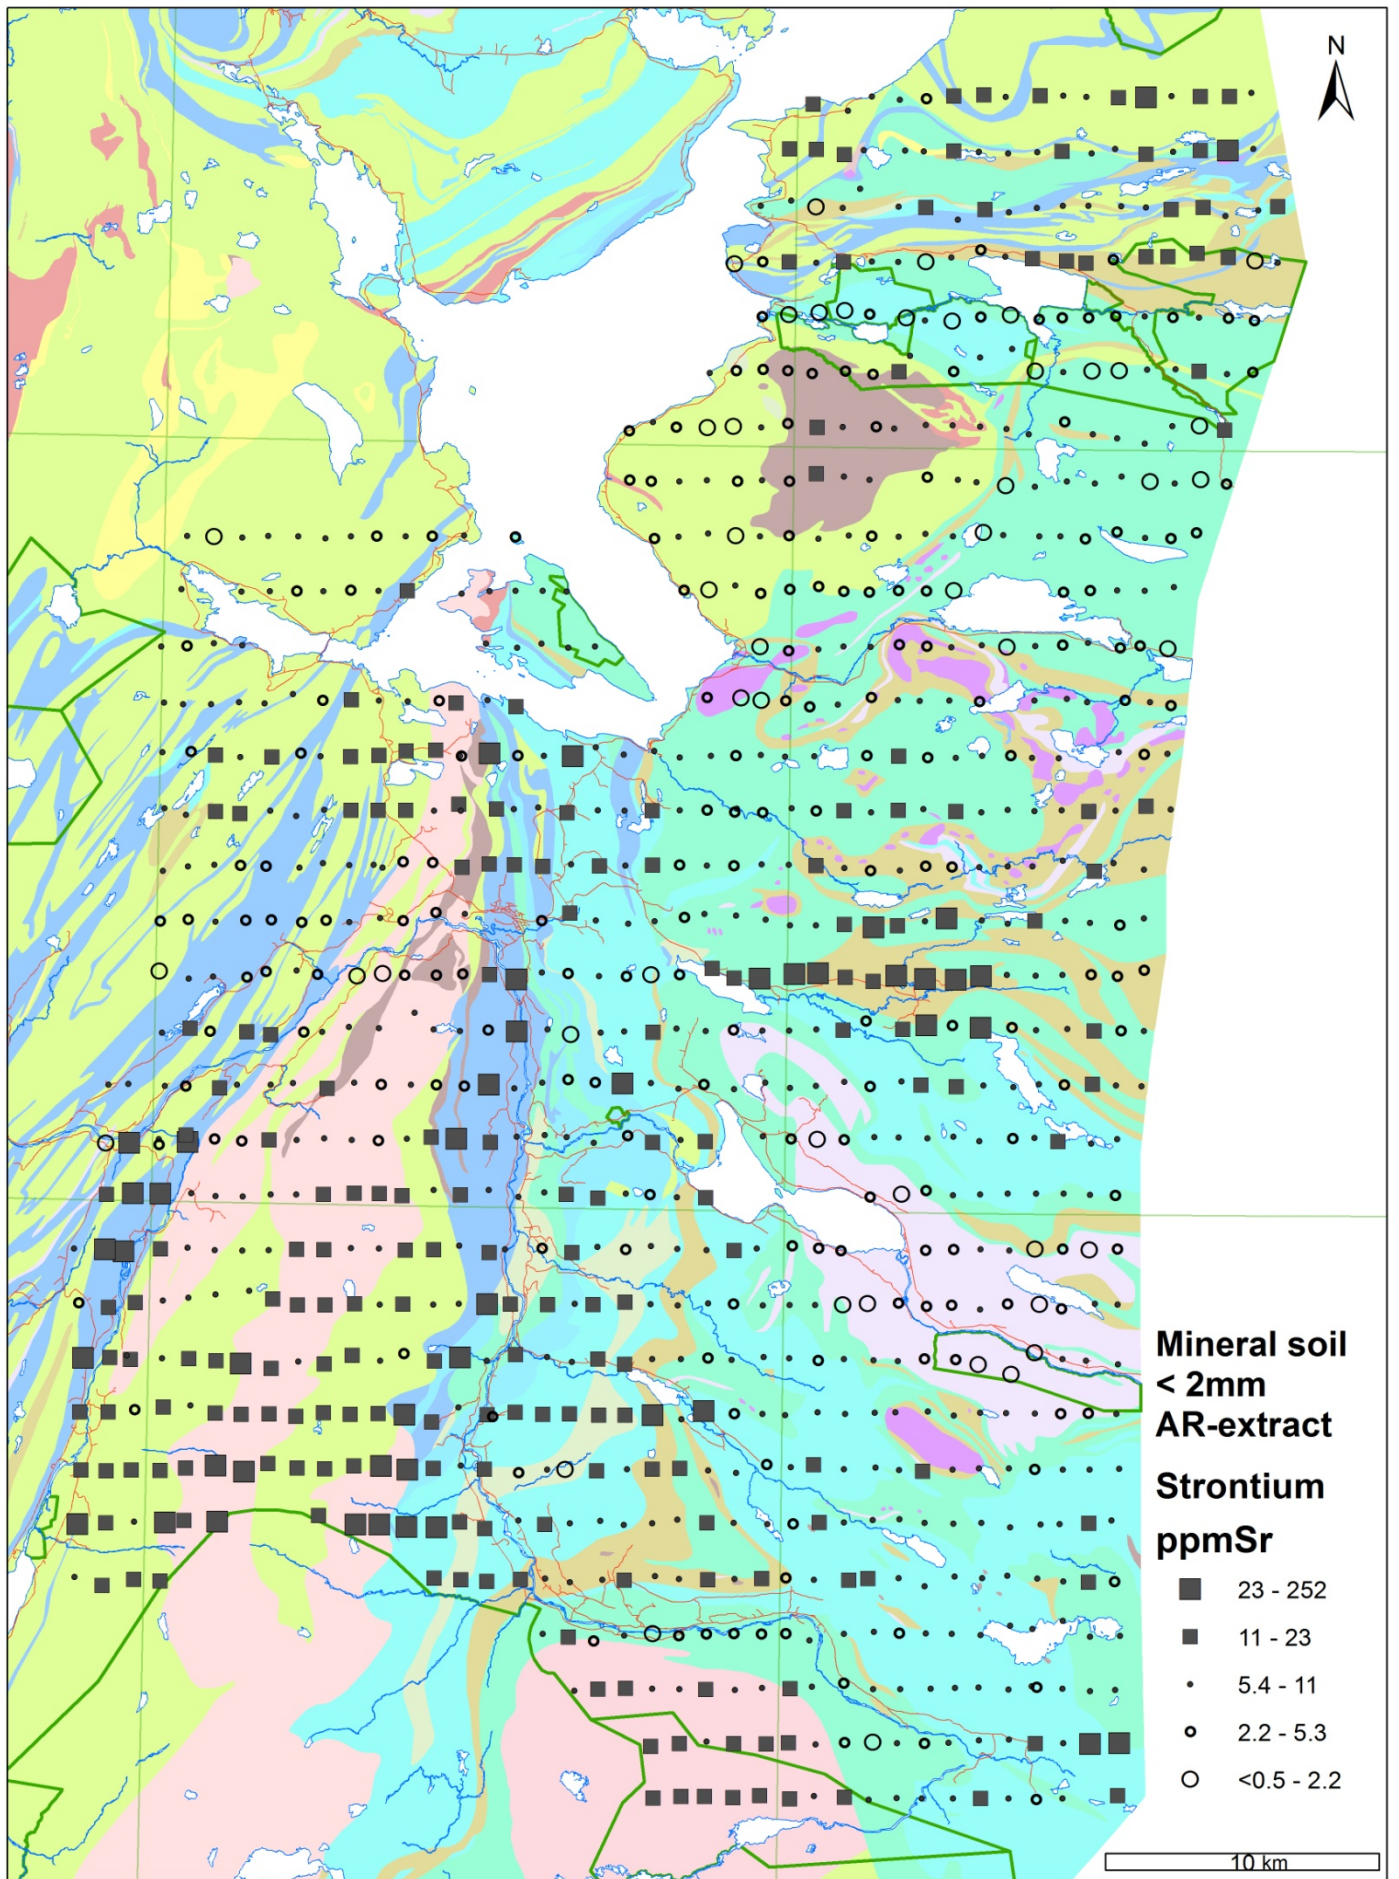 N
Mineral soil
< 2mm
AR-extract
Strontium
ppmSr
23 - 252
11 - 23
5.4 - 11
2.2 - 5.3
<0.5 - 2.2
10 km